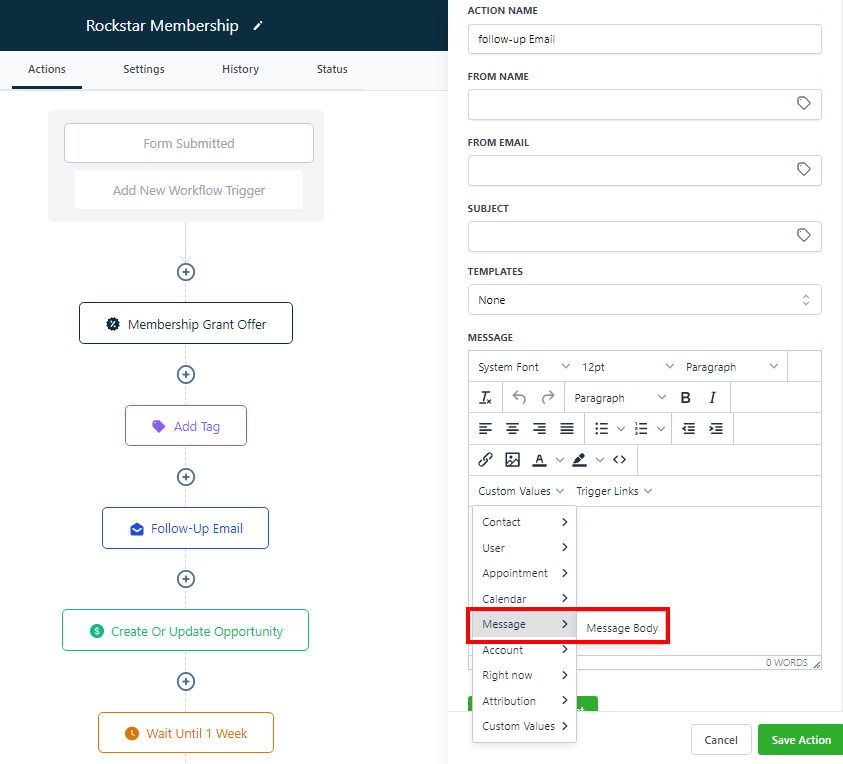 Rockstar Membership
Actions
Settings
History
Status
Form Submitted
Add New Workflow Trigger
Membership Grant Offer
Add Tag
Follow-Up Email
Create Or Update Opportunity
Wait Until 1 Week
ACTION NAME
follow-up Email
FROM NAME
FROM EMAIL
SUBJECT
TEMPLATES
None
MESSAGE
System Font 12pt Paragraph
Paragraph B I
Custom Values Trigger Links
Contact
User
Appointment
Calendar
Message
Message Body
Account
Right now
Attribution
Custom Values
0 WORDS
Cancel
Save Action